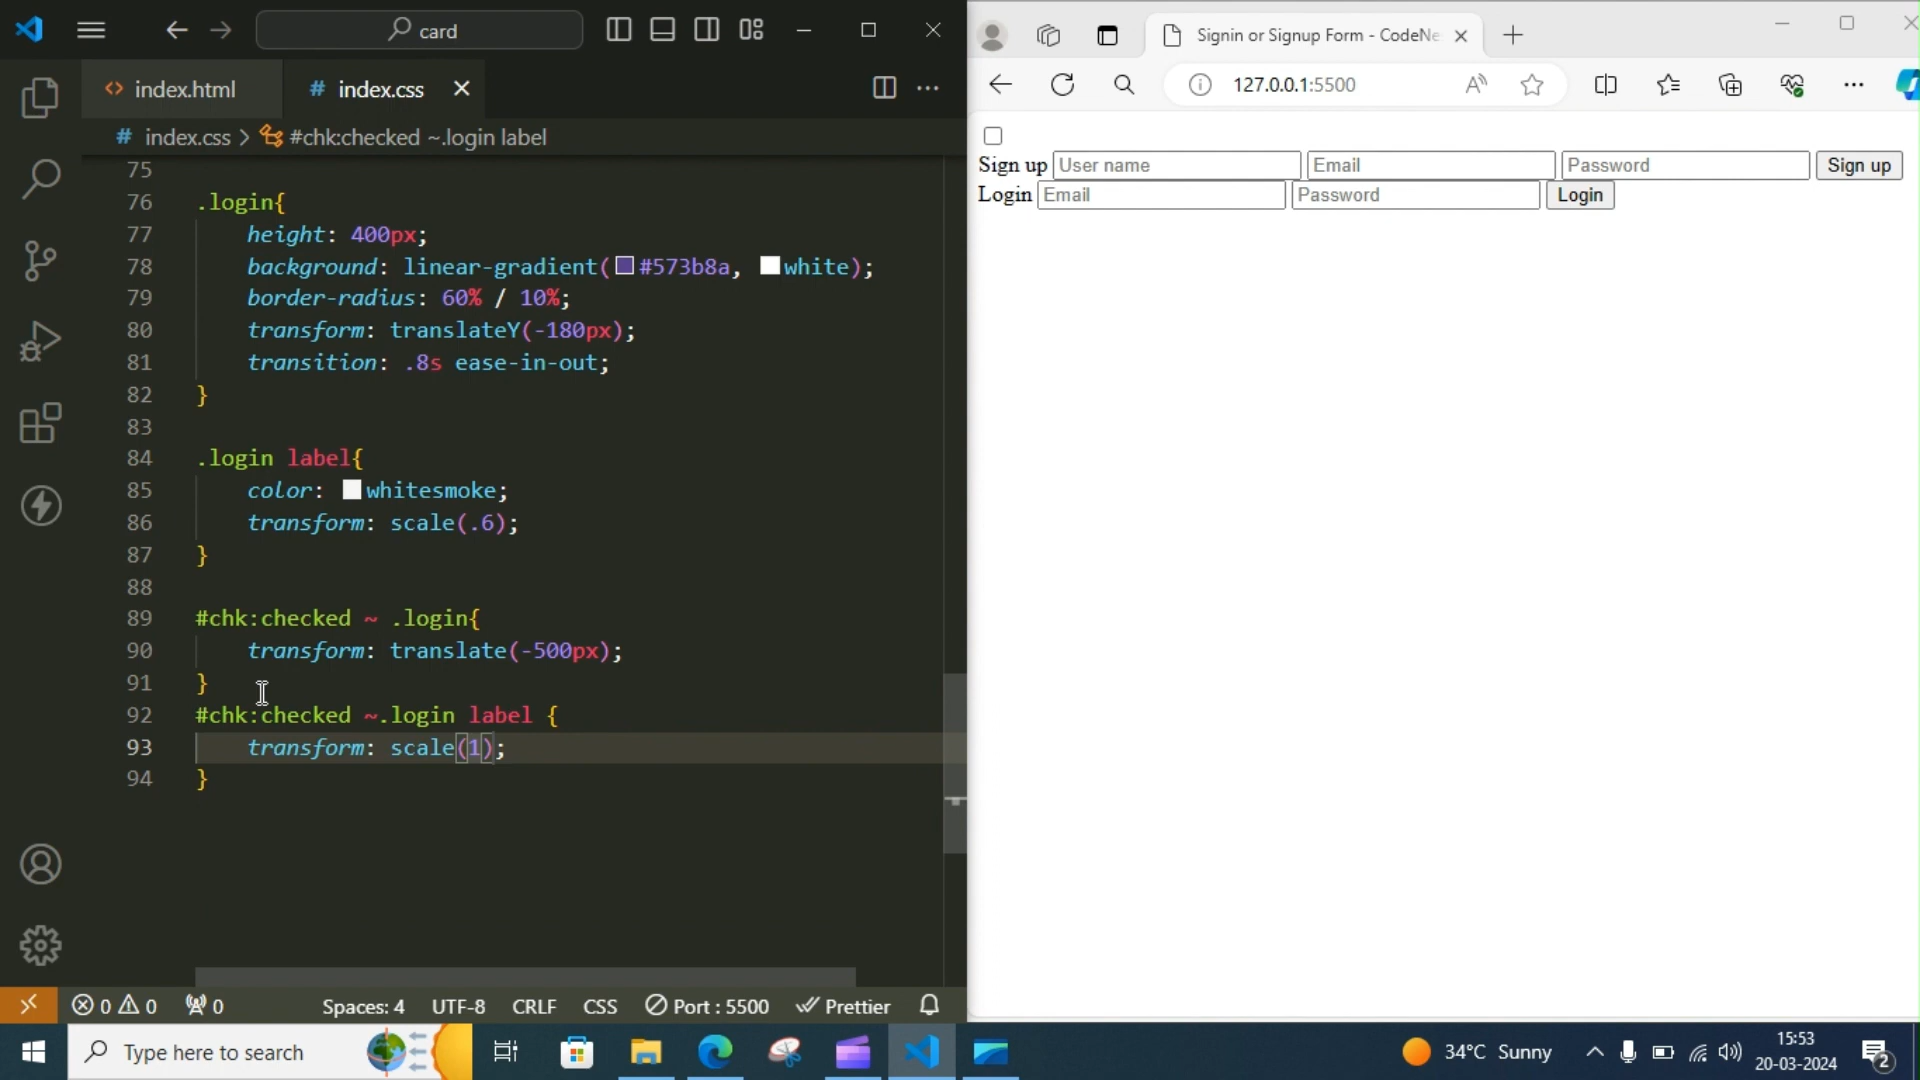 card
index.html
# index.css
# index.css > #chk:checked ~.login label
75
76 .login{
77 height: 400px;
78 background: linear-gradient(#573b8a, white);
79 border-radius: 60% / 10%;
80 transform: translateY(-180px);
81 transition: .8s ease-in-out;
82 }
83
84 .login label{
85 color: whitesmoke;
86 transform: scale(.6);
87 }
88
89 #chk:checked ~ .login{
90 transform: translate(-500px);
91 }
92 #chk:checked ~.login label {
93 transform: scale(1);
94 }
0 0 0 Spaces: 4 UTF-8 CRLF CSS Port : 5500 Prettier
Signin or Signup Form - CodeNe
127.0.0.1:5500
Sign up User name Email Password Sign up
Login Email Password Login
Type here to search
34°C Sunny
15:53
20-03-2024
2